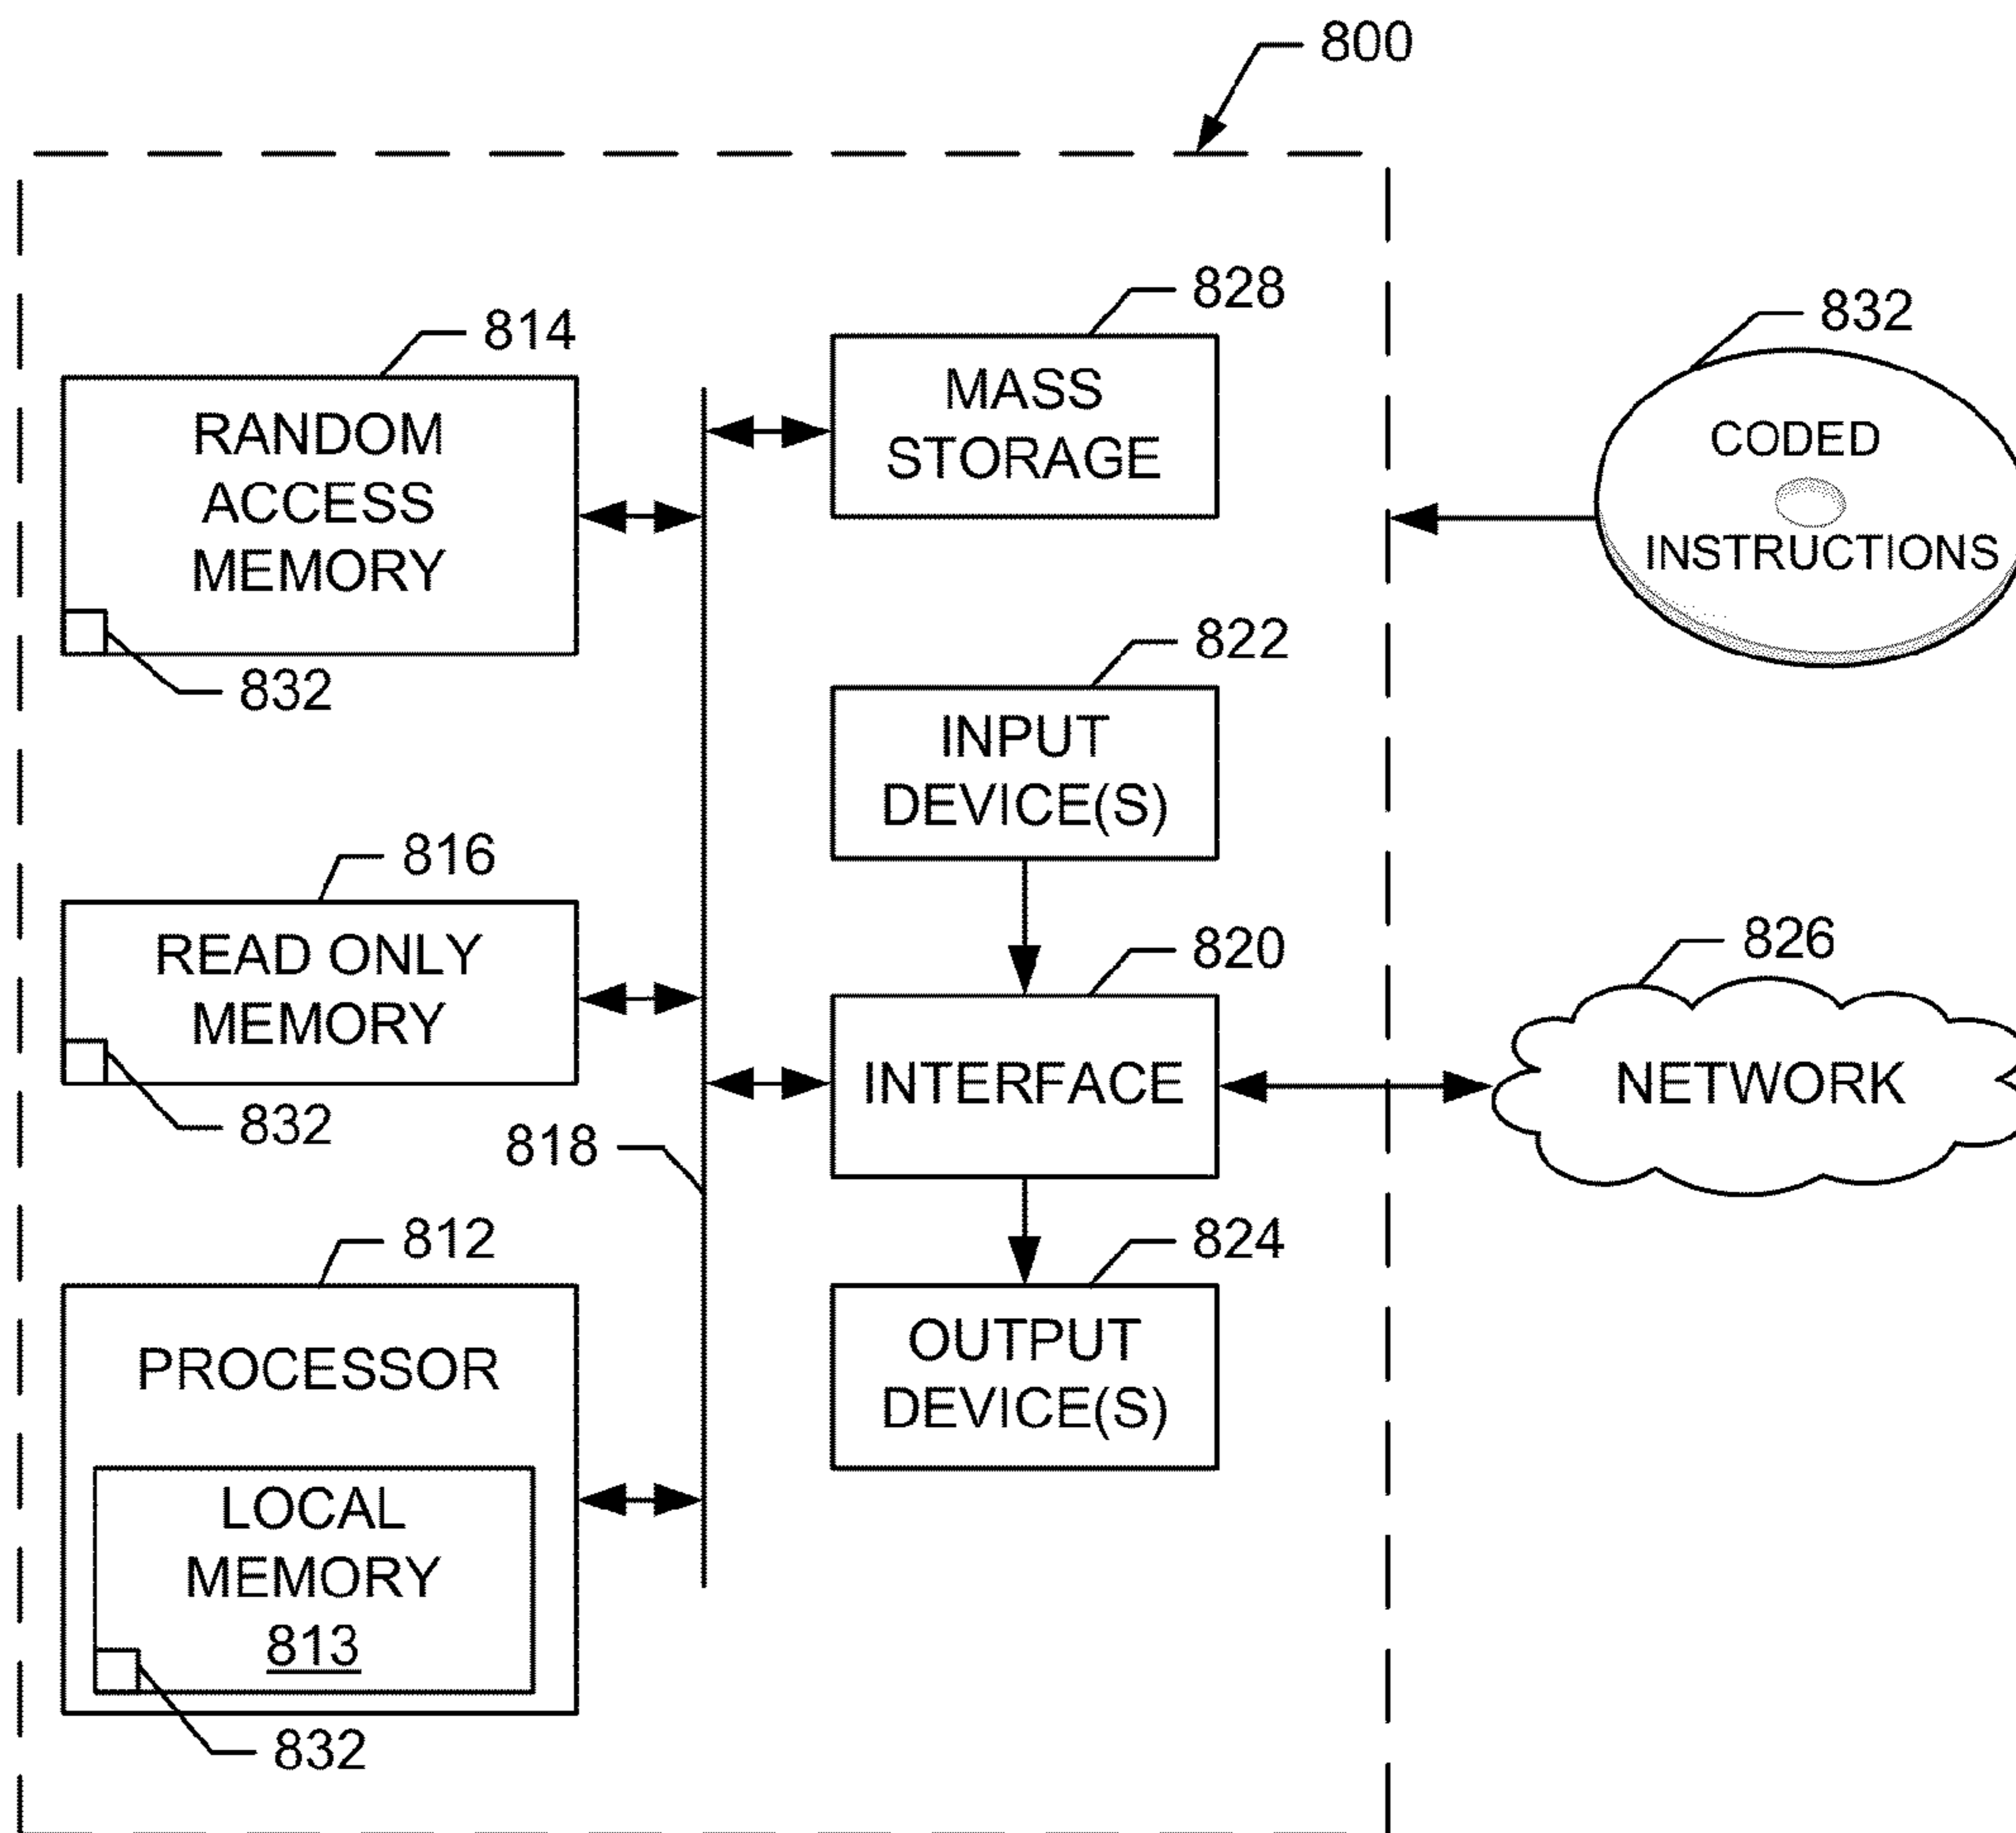 800
828
MASS
STORAGE
814
RANDOM
ACCESS
MEMORY
832
832
CODED
INSTRUCTIONS
822
INPUT
DEVICE(S)
816
READ ONLY
MEMORY
832
820
INTERFACE
826
NETWORK
818
812
PROCESSOR
LOCAL
MEMORY
813
832
824
OUTPUT
DEVICE(S)